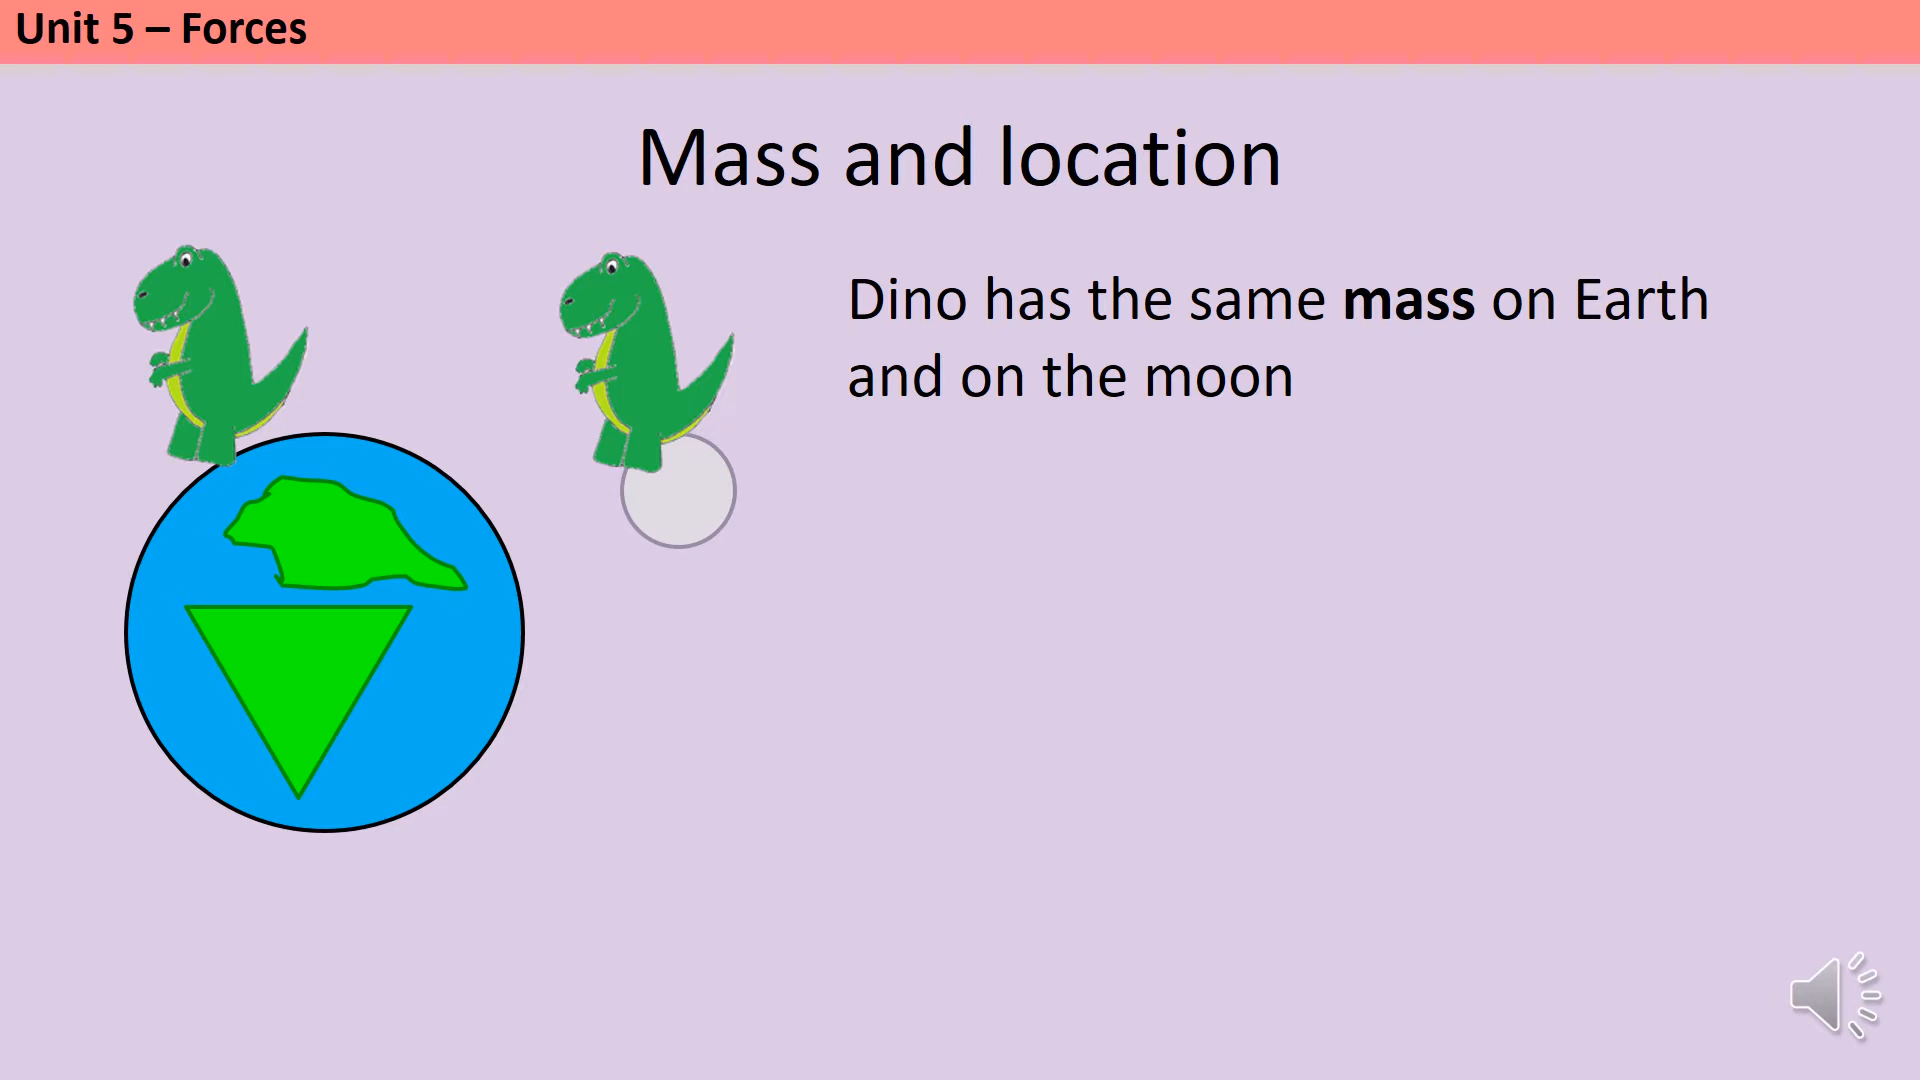 Unit 5 – Forces
Mass and location
Dino has the same mass on Earth
and on the moon